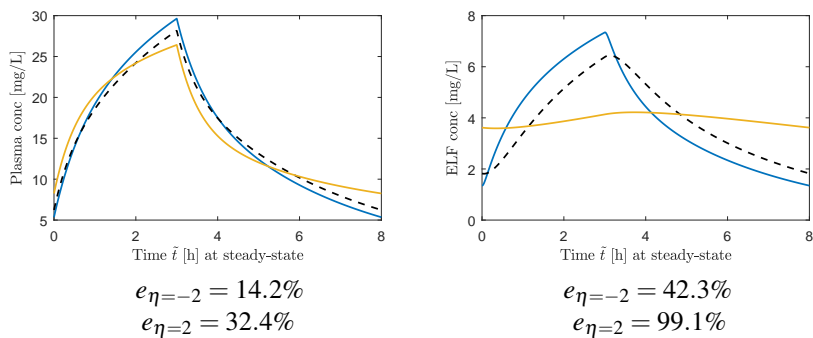 30
25
20
15
10
5
Plasma conc [mg/L]
0 2 4 6 8
Time t̃ [h] at steady-state
e_{η=−2} = 14.2%
e_{η=2} = 32.4%
8
6
4
2
0
ELF conc [mg/L]
0 2 4 6 8
Time t̃ [h] at steady-state
e_{η=−2} = 42.3%
e_{η=2} = 99.1%